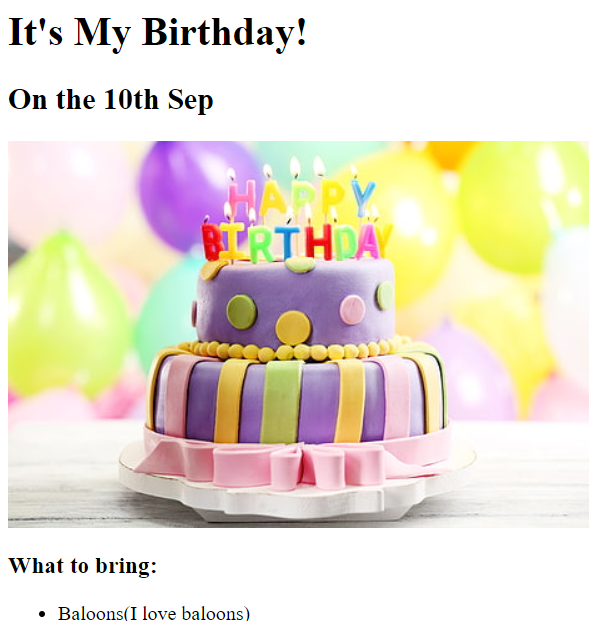 It's My Birthday!
On the 10th Sep
HAPPY
BIRTHDAY
What to bring:
• Baloons(I love baloons)